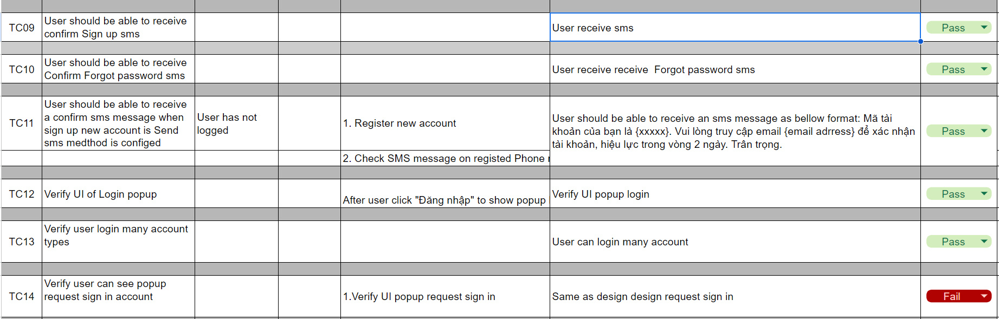 TC09
User should be able to receive
confirm Sign up sms
User receive sms
Pass
TC10
User should be able to receive
Confirm Forgot password sms
User receive receive  Forgot password sms
Pass
TC11
User should be able to receive
a confirm sms message when
sign up new account is Send
sms medthod is configed
User has not
logged
1. Register new account
User should be able to receive an sms message as bellow format: Mã tài
khoản của bạn là {xxxxx}. Vui lòng truy cập email {email adrress} để xác nhận
tài khoản, hiệu lực trong vòng 2 ngày. Trân trọng.
Pass
2. Check SMS message on registed Phone
TC12
Verify UI of Login popup
After user click "Đăng nhập" to show popup
Verify UI popup login
Pass
TC13
Verify user login many account
types
User can login many account
Pass
TC14
Verify user can see popup
request sign in account
1.Verify UI popup request sign in
Same as design design request sign in
Fail